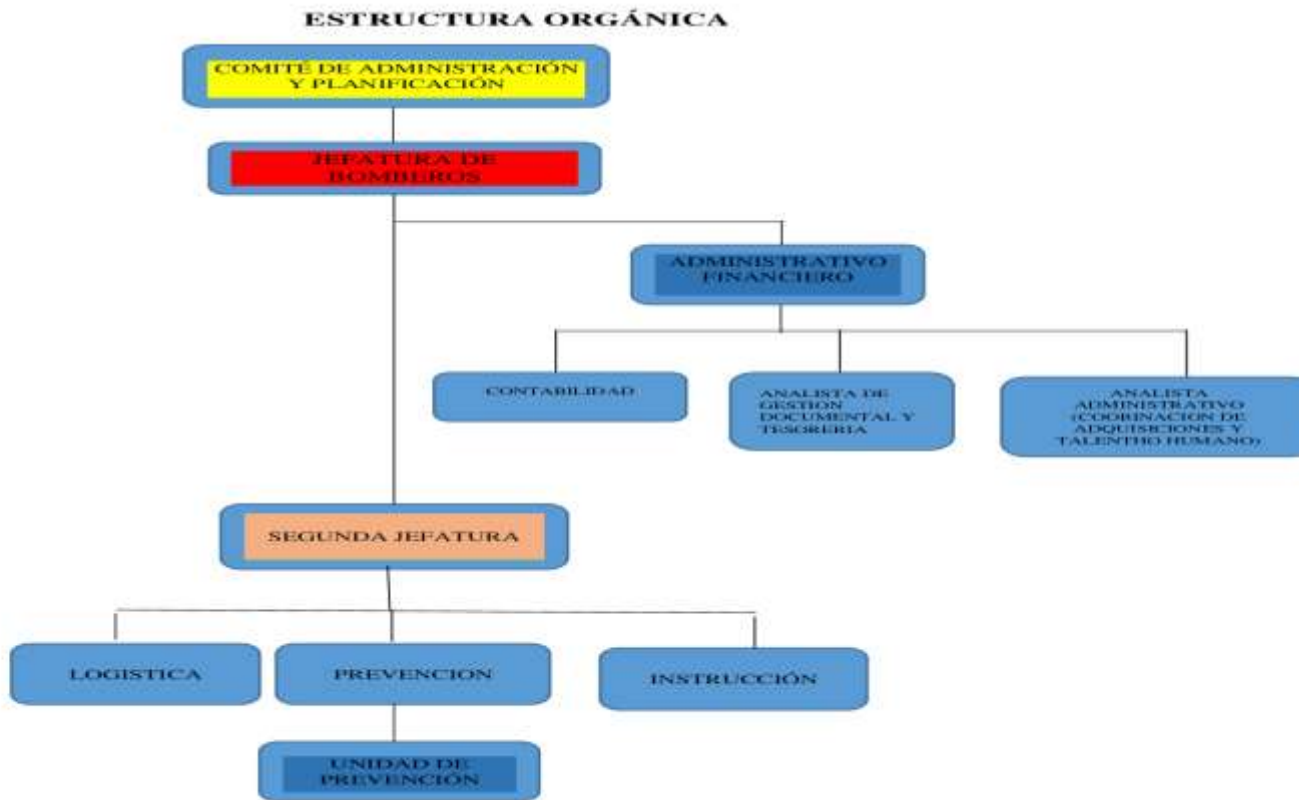 ESTRUCTURA ORGÁNICA
COMITÉ DE ADMINISTRACIÓN
Y PLANIFICACIÓN
JEFATURA DE
BOMBEROS
ADMINISTRATIVO
FINANCIERO
CONTABILIDAD
ANALISTA DE
GESTION
DOCUMENTAL Y
TESORERIA
ANALISTA
ADMINISTRATIVO
(COOBINACION DE
ADQUISICIONES Y
TALENTHO HUMANO)
SEGUNDA JEFATURA
LOGISTICA
PREVENCION
INSTRUCCIÓN
UNIDAD DE
PREVENCIÓN